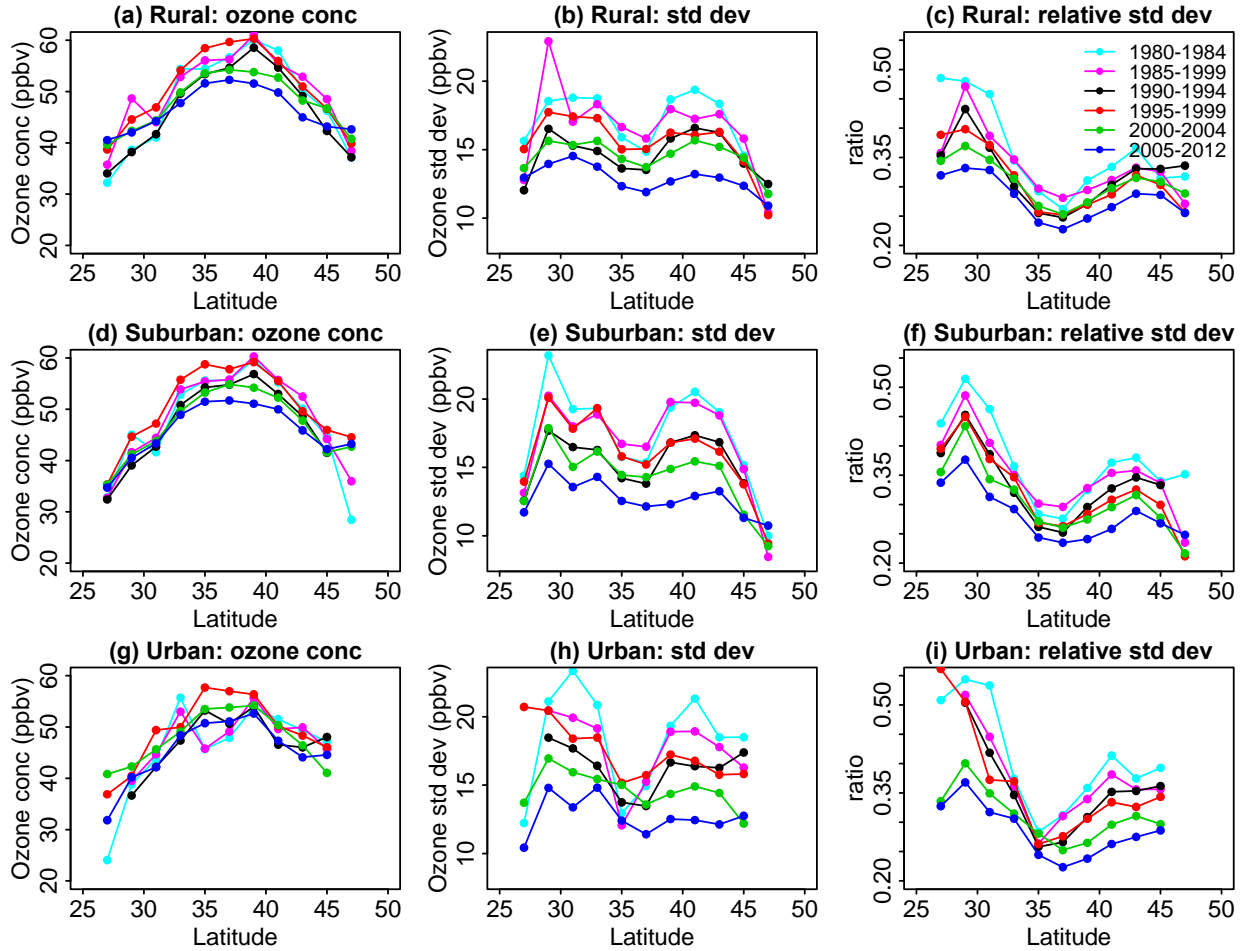 (a) Rural: ozone conc
(b) Rural: std dev
(c) Rural: relative std dev
Ozone conc (ppbv)
20 30 40 50 60
25 30 35 40 45 50
Latitude
Ozone std dev (ppbv)
10 15 20
25 30 35 40 45 50
Latitude
ratio
0.20 0.35 0.50
25 30 35 40 45 50
Latitude
1980-1984
1985-1999
1990-1994
1995-1999
2000-2004
2005-2012
(d) Suburban: ozone conc
(e) Suburban: std dev
(f) Suburban: relative std dev
Ozone conc (ppbv)
20 30 40 50 60
25 30 35 40 45 50
Latitude
Ozone std dev (ppbv)
10 15 20
25 30 35 40 45 50
Latitude
ratio
0.20 0.35 0.50
25 30 35 40 45 50
Latitude
(g) Urban: ozone conc
(h) Urban: std dev
(i) Urban: relative std dev
Ozone conc (ppbv)
20 30 40 50 60
25 30 35 40 45 50
Latitude
Ozone std dev (ppbv)
10 15 20
25 30 35 40 45 50
Latitude
ratio
0.20 0.35 0.50
25 30 35 40 45 50
Latitude